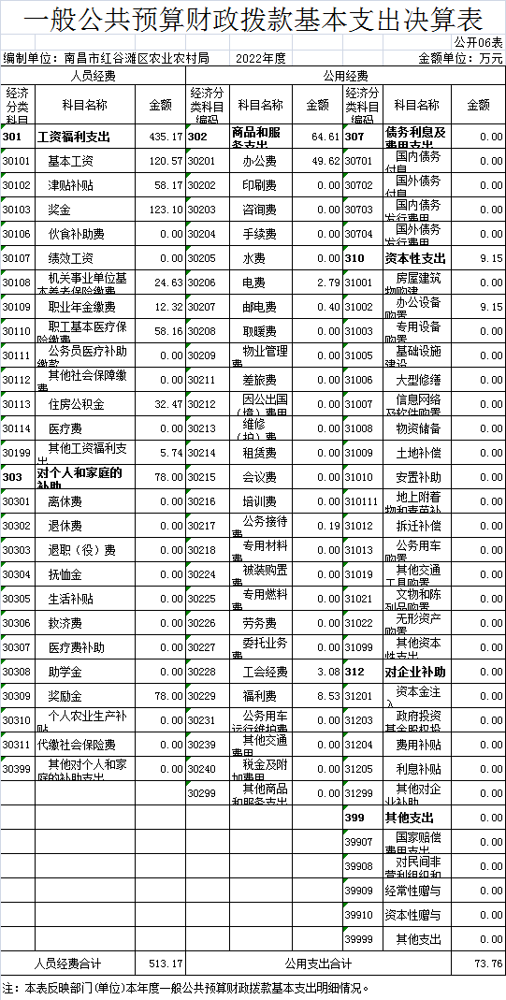 一般公共预算财政拨款基本支出决算表
公开06表
编制单位：南昌市红谷滩区农业农村局 2022年度 金额单位：万元
人员经费 公用经费
经济分类科目 科目名称 金额 经济分类科目编码 科目名称 金额 经济分类科目 科目名称 金额
301 工资福利支出 435.17 302 商品和服务支出 64.61 307 债务利息及费用支出 0.00
30101 基本工资 120.57 30201 办公费 49.62 30701 国内债务付息 0.00
30102 津贴补贴 58.17 30202 印刷费 0.00 30702 国外债务付息 0.00
30103 奖金 123.10 30203 咨询费 0.00 30703 国内债务发行费用 0.00
30106 伙食补助费 0.00 30204 手续费 0.00 30704 国外债务发行费用 0.00
30107 绩效工资 0.00 30205 水费 0.00 310 资本性支出 9.15
30108 机关事业单位基本养老保险缴费 24.63 30206 电费 2.79 31001 房屋建筑物购建 0.00
30109 职业年金缴费 12.32 30207 邮电费 0.40 31002 办公设备购置 9.15
30110 职工基本医疗保险缴费 58.16 30208 取暖费 0.00 31003 专用设备购置 0.00
30111 公务员医疗补助缴款 0.00 30209 物业管理费 0.00 31005 基础设施建设 0.00
30112 其他社会保障缴费 0.00 30211 差旅费 0.00 31006 大型修缮 0.00
30113 住房公积金 32.47 30212 因公出国（境）费用 0.00 31007 信息网络及软件购置 0.00
30114 医疗费 0.00 30213 维修（护）费 0.00 31008 物资储备 0.00
30199 其他工资福利支出 5.74 30214 租赁费 0.00 31009 土地补偿 0.00
303 对个人和家庭的补助 78.00 30215 会议费 0.00 31010 安置补助 0.00
30301 离休费 0.00 30216 培训费 0.00 310111 地上附着物和青苗补 0.00
30302 退休费 0.00 30217 公务接待费 0.19 31012 拆迁补偿 0.00
30303 退职（役）费 0.00 30218 专用材料费 0.00 31013 公务用车购置 0.00
30304 抚恤金 0.00 30224 被装购置费 0.00 31019 其他交通工具购置 0.00
30305 生活补贴 0.00 30225 专用燃料费 0.00 31021 文物和陈列品购置 0.00
30306 救济费 0.00 30226 劳务费 0.00 31022 无形资产购置 0.00
30307 医疗费补助 0.00 30227 委托业务费 0.00 31099 其他资本性支出 0.00
30308 助学金 0.00 30228 工会经费 3.08 312 对企业补助 0.00
30309 奖励金 78.00 30229 福利费 8.53 31201 资本金注入 0.00
30310 个人农业生产补贴 0.00 30231 公务用车运行维护费 0.00 31203 政府投资基金股权投 0.00
30311 代缴社会保险费 0.00 30239 其他交通费用 0.00 31204 费用补贴 0.00
30399 其他对个人和家庭的补助支出 0.00 30240 税金及附加费用 0.00 31205 利息补贴 0.00
30299 其他商品和服务支出 0.00 31299 其他对企业补助 0.00
399 其他支出 0.00
39907 国家赔偿费用支出 0.00
39908 对民间非营利组织和 0.00
39909 经常性赠与 0.00
39910 资本性赠与 0.00
39999 其他支出 0.00
人员经费合计 513.17 公用支出合计 73.76
注：本表反映部门(单位)本年度一般公共预算财政拨款基本支出明细情况。